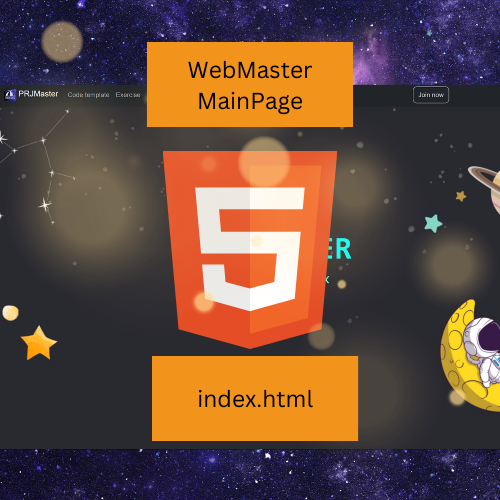 WebMaster
MainPage
PRJMaster Code template Exercise Join now
5
ER
x
index.html